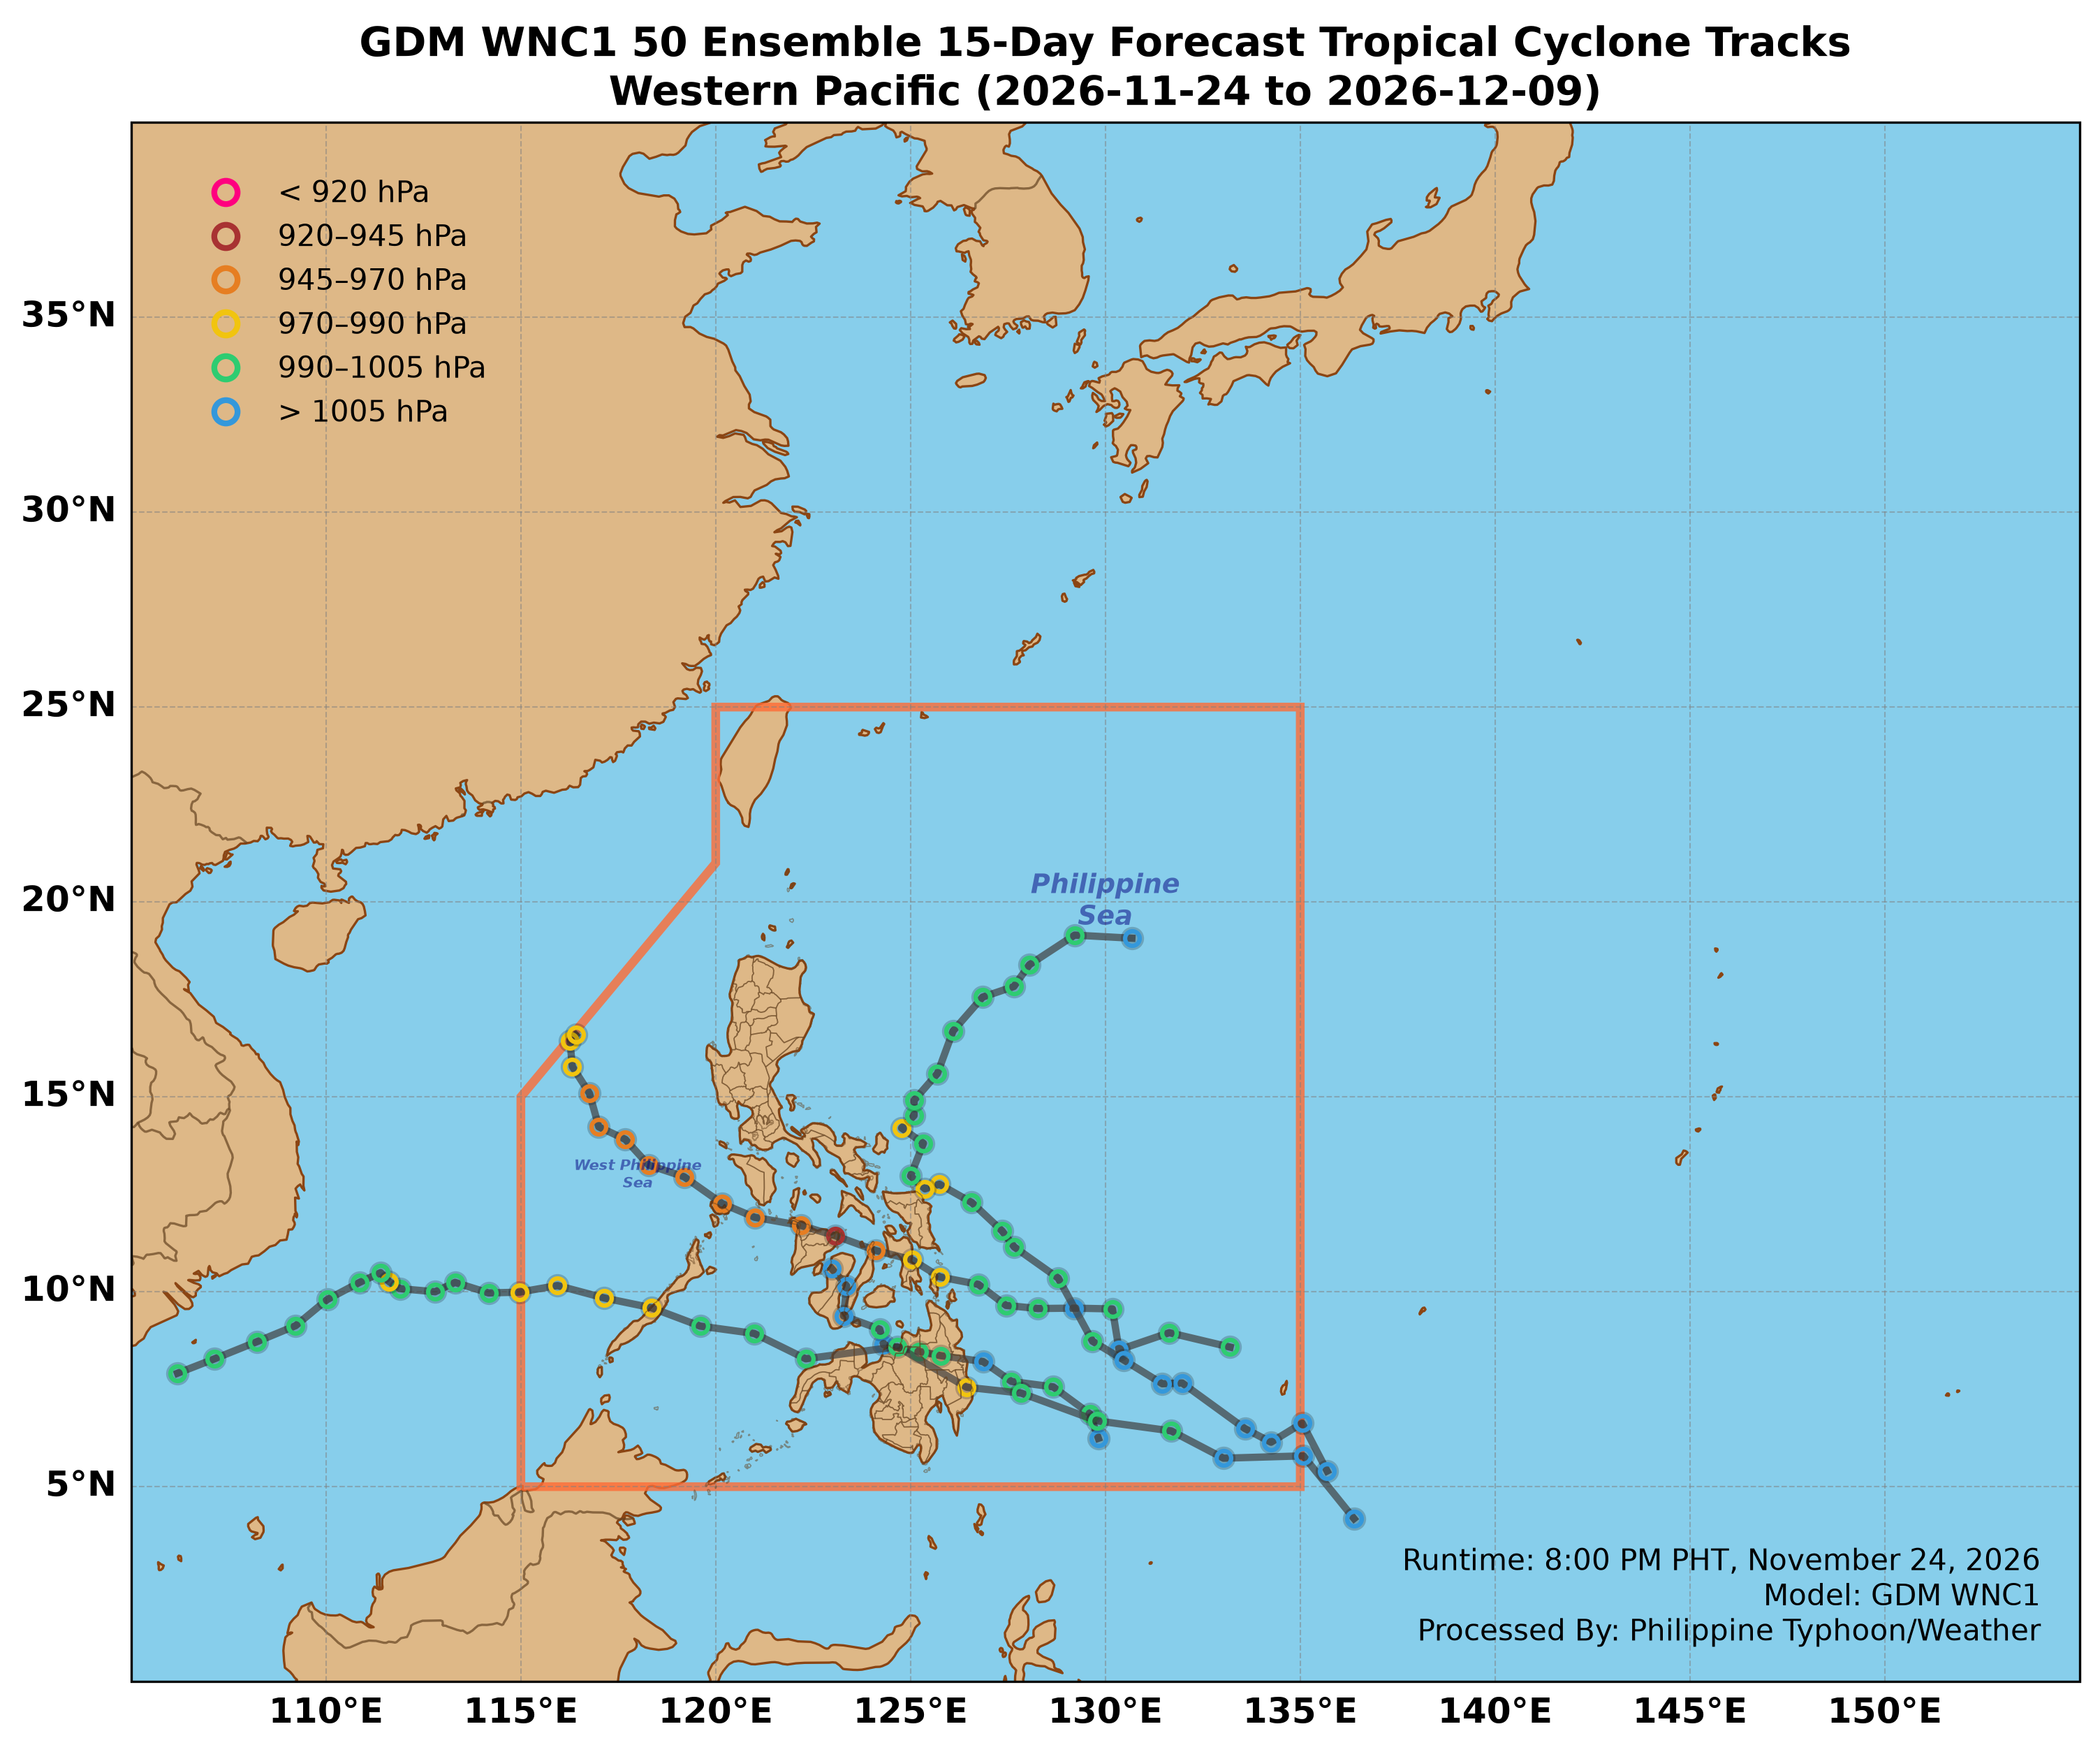 GDM WNC1 50 Ensemble 15-Day Forecast Tropical Cyclone Tracks
Western Pacific (2026-11-24 to 2026-12-09)
< 920 hPa
920–945 hPa
945–970 hPa
970–990 hPa
990–1005 hPa
> 1005 hPa
35°N
30°N
25°N
20°N
15°N
10°N
5°N
Philippine
Sea
West Philippine
Sea
Runtime: 8:00 PM PHT, November 24, 2026
Model: GDM WNC1
Processed By: Philippine Typhoon/Weather
110°E 115°E 120°E 125°E 130°E 135°E 140°E 145°E 150°E